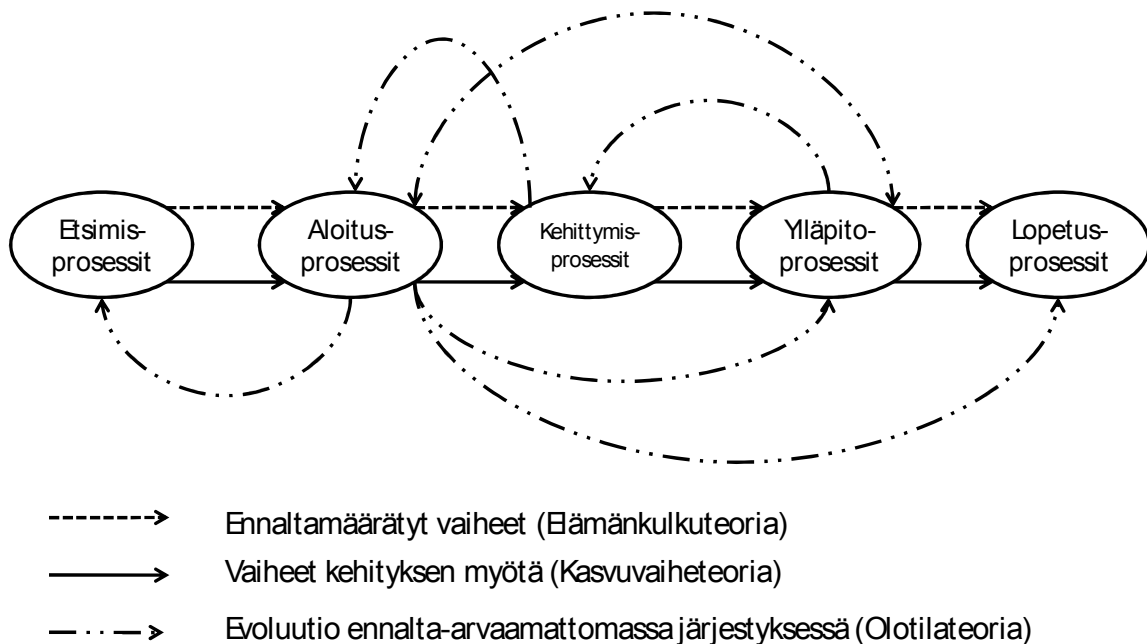 Etsimis-
prosessit
Aloitus-
prosessit
Kehittymis-
prosessit
Ylläpito-
prosessit
Lopetus-
prosessit
Ennaltamäärätyt vaiheet (Elämänkulkuteoria)
Vaiheet kehityksen myötä (Kasvuvaiheteoria)
Evoluutio ennalta-arvaamattomassa järjestyksessä (Olotilateoria)